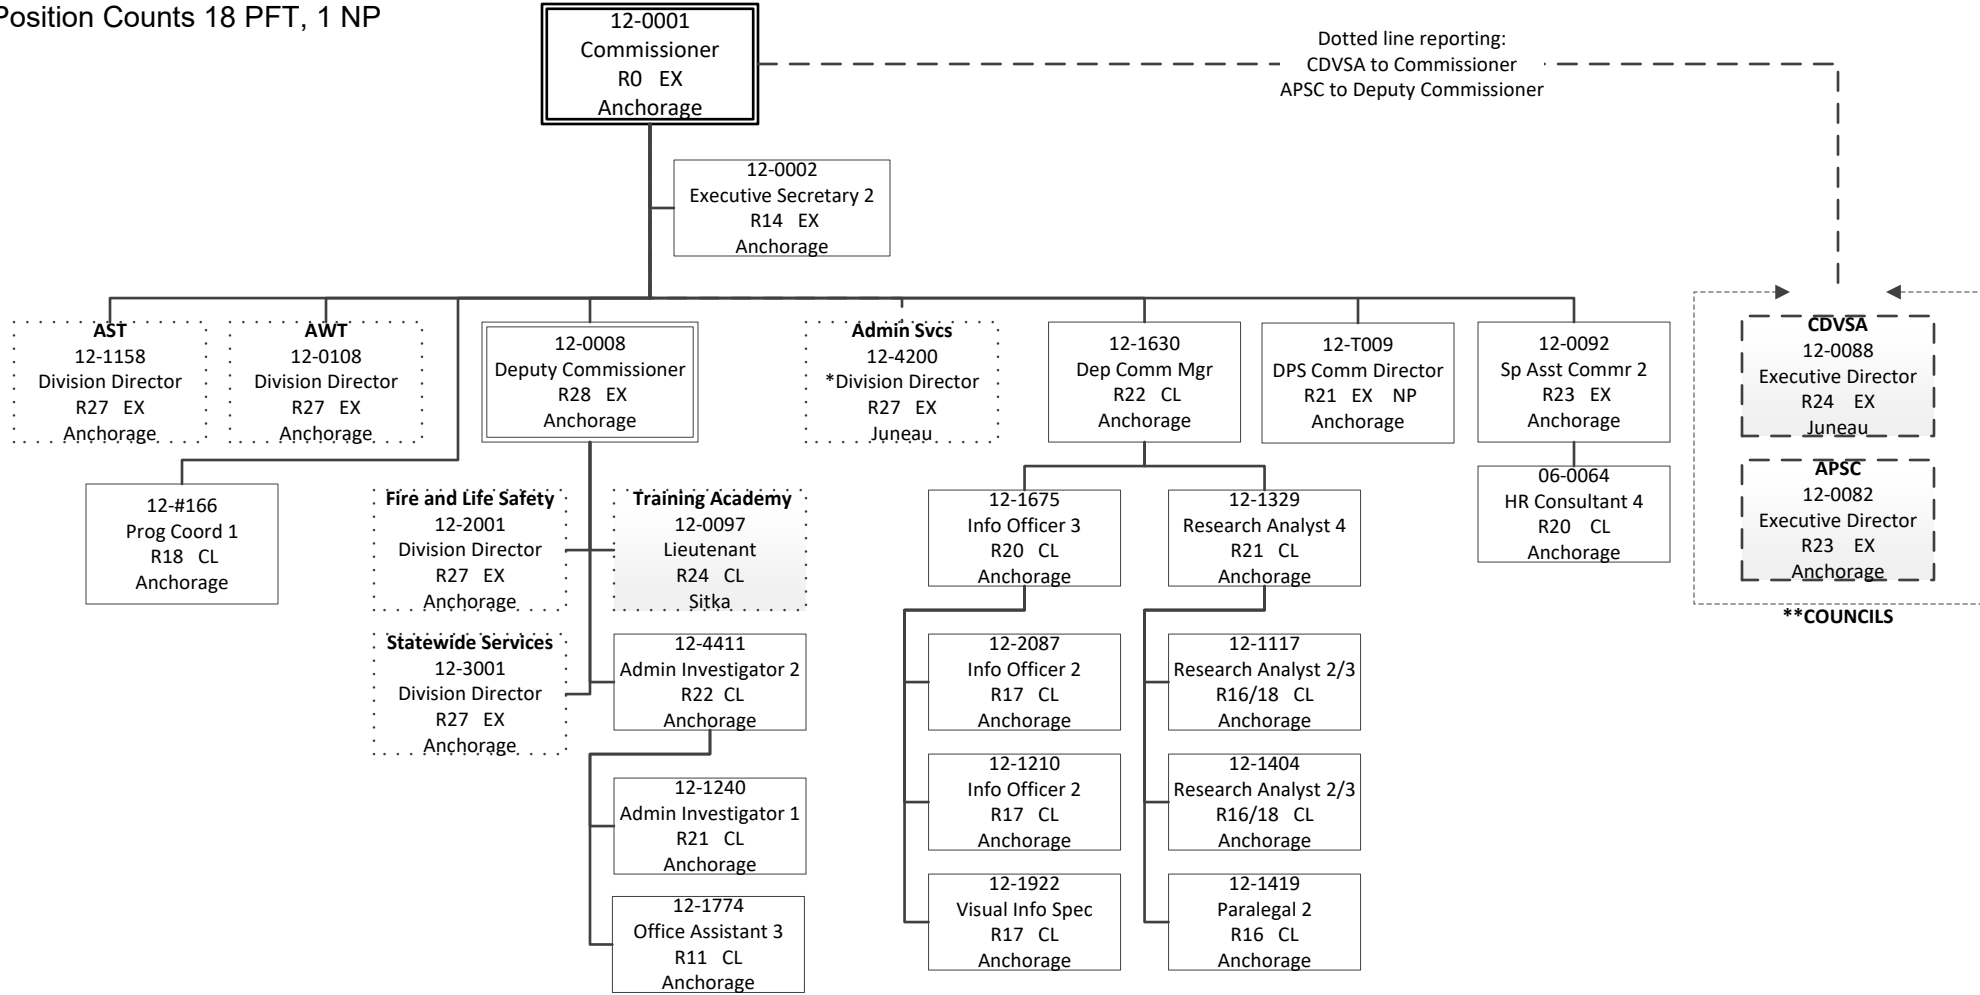 Position Counts 18 PFT, 1 NP
12-0001
Commissioner
R0 EX
Anchorage
Dotted line reporting:
CDVSA to Commissioner
APSC to Deputy Commissioner
12-0002
Executive Secretary 2
R14 EX
Anchorage
AST
12-1158
Division Director
R27 EX
Anchorage
AWT
12-0108
Division Director
R27 EX
Anchorage
12-0008
Deputy Commissioner
R28 EX
Anchorage
Admin Svcs
12-4200
*Division Director
R27 EX
Juneau
12-1630
Dep Comm Mgr
R22 CL
Anchorage
12-T009
DPS Comm Director
R21 EX NP
Anchorage
12-0092
Sp Asst Commr 2
R23 EX
Anchorage
CDVSA
12-0088
Executive Director
R24 EX
Juneau
12-#166
Prog Coord 1
R18 CL
Anchorage
Fire and Life Safety
12-2001
Division Director
R27 EX
Anchorage
Training Academy
12-0097
Lieutenant
R24 CL
Sitka
12-1675
Info Officer 3
R20 CL
Anchorage
12-1329
Research Analyst 4
R21 CL
Anchorage
06-0064
HR Consultant 4
R20 CL
Anchorage
APSC
12-0082
Executive Director
R23 EX
Anchorage
**COUNCILS
Statewide Services
12-3001
Division Director
R27 EX
Anchorage
12-4411
Admin Investigator 2
R22 CL
Anchorage
12-2087
Info Officer 2
R17 CL
Anchorage
12-1117
Research Analyst 2/3
R16/18 CL
Anchorage
12-1240
Admin Investigator 1
R21 CL
Anchorage
12-1210
Info Officer 2
R17 CL
Anchorage
12-1404
Research Analyst 2/3
R16/18 CL
Anchorage
12-1774
Office Assistant 3
R11 CL
Anchorage
12-1922
Visual Info Spec
R17 CL
Anchorage
12-1419
Paralegal 2
R16 CL
Anchorage